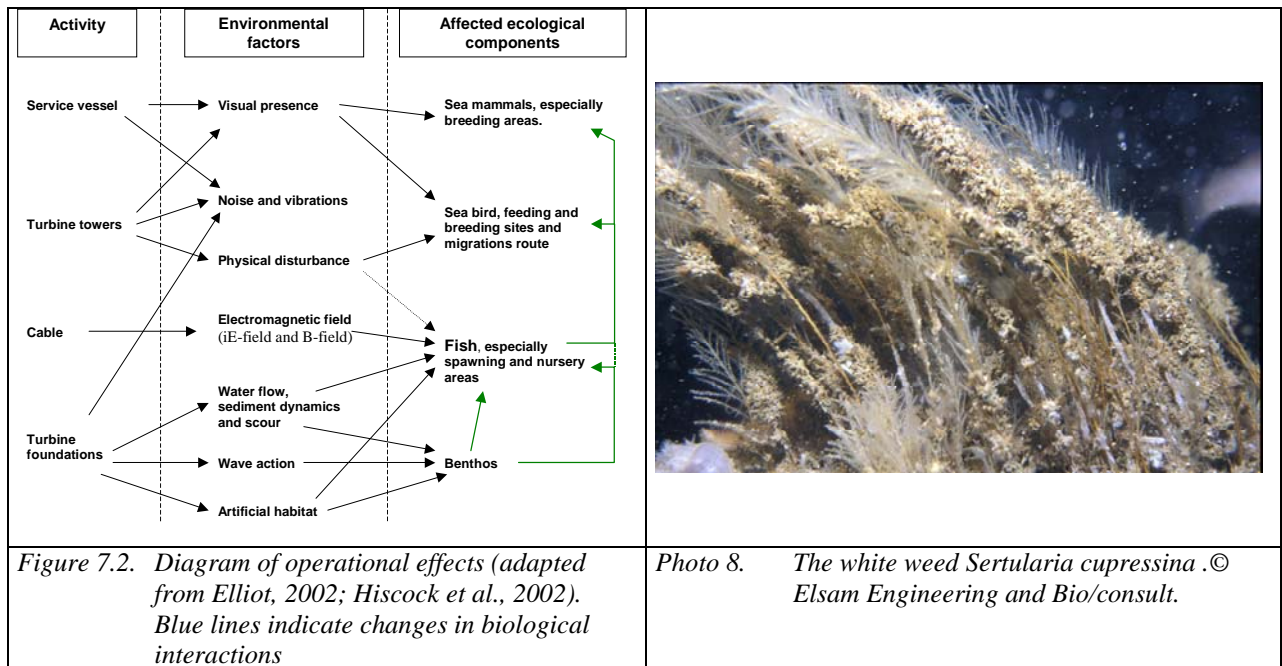 Activity
Environmental
factors
Affected ecological
components
Service vessel
Visual presence
Sea mammals, especially
breeding areas.
Noise and vibrations
Turbine towers
Sea bird, feeding and
breeding sites and
migrations route
Physical disturbance
Cable
Electromagnetic field
(iE-field and B-field)
Fish, especially
spawning and nursery
areas
Water flow,
sediment dynamics
and scour
Turbine
foundations
Wave action
Benthos
Artificial habitat
Figure 7.2. Diagram of operational effects (adapted
from Elliot, 2002; Hiscock et al., 2002).
Blue lines indicate changes in biological
interactions
Photo 8. The white weed Sertularia cupressina .©
Elsam Engineering and Bio/consult.